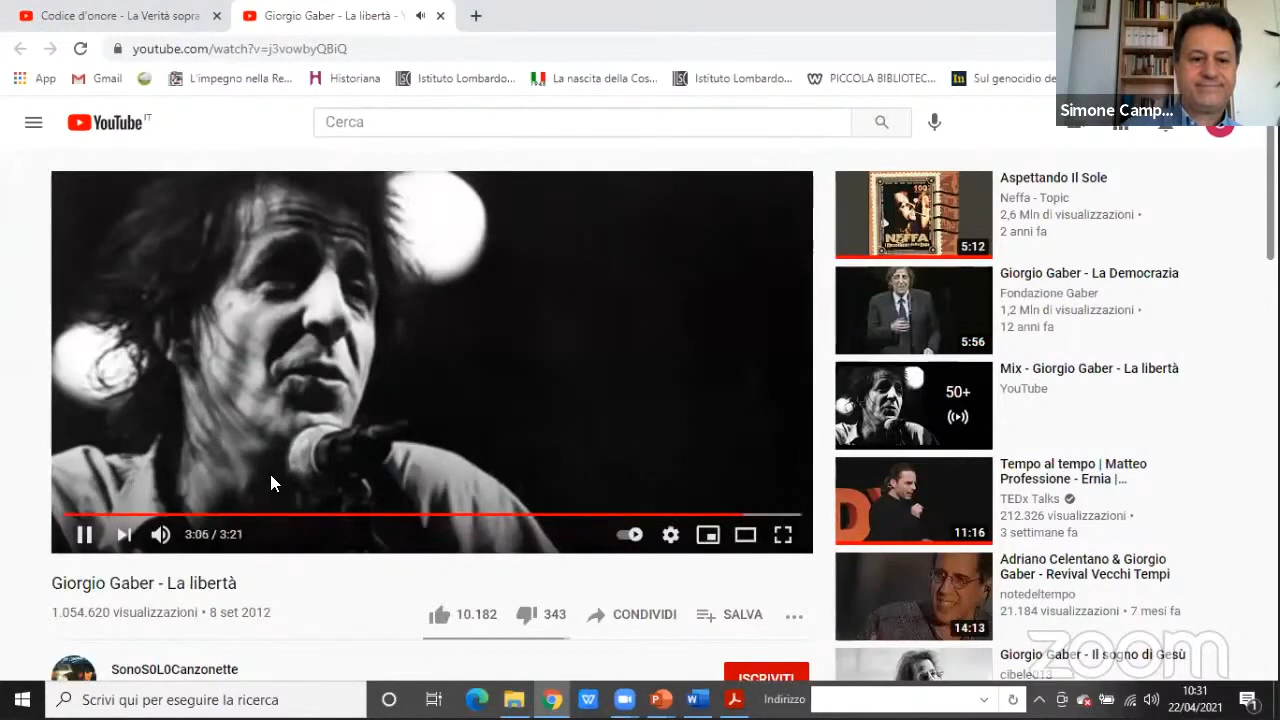 Codice d'onore - La Verità sopra
Giorgio Gaber - La libertà - Y
youtube.com/watch?v=j3vowbyQBiQ
App
Gmail
L'impegno nella Re...
Historiana
Istituto Lombardo...
La nascita della Cos...
Istituto Lombardo...
PICCOLA BIBLIOTEC...
Sul genocidio de
Simone Camp...
YouTube IT
Cerca
3:06 / 3:21
Giorgio Gaber - La libertà
1.054.620 visualizzazioni • 8 set 2012
10.182
343
CONDIVIDI
SALVA
SonoS0L0Canzonette
ISCRIVITI
NEFFA
5:12
Aspettando Il Sole
Neffa - Topic
2,6 Mln di visualizzazioni •
2 anni fa
5:56
Giorgio Gaber - La Democrazia
Fondazione Gaber
1,2 Mln di visualizzazioni •
12 anni fa
50+
Mix - Giorgio Gaber - La libertà
YouTube
11:16
Tempo al tempo | Matteo
Professione - Ernia |...
TEDx Talks
212.326 visualizzazioni •
3 settimane fa
14:13
Adriano Celentano & Giorgio
Gaber - Revival Vecchi Tempi
notedeltempo
21.184 visualizzazioni • 7 mesi fa
Giorgio Gaber - Il sogno di Gesù
cibele013
zoom
Scrivi qui per eseguire la ricerca
Indirizzo
10:31
22/04/2021
1